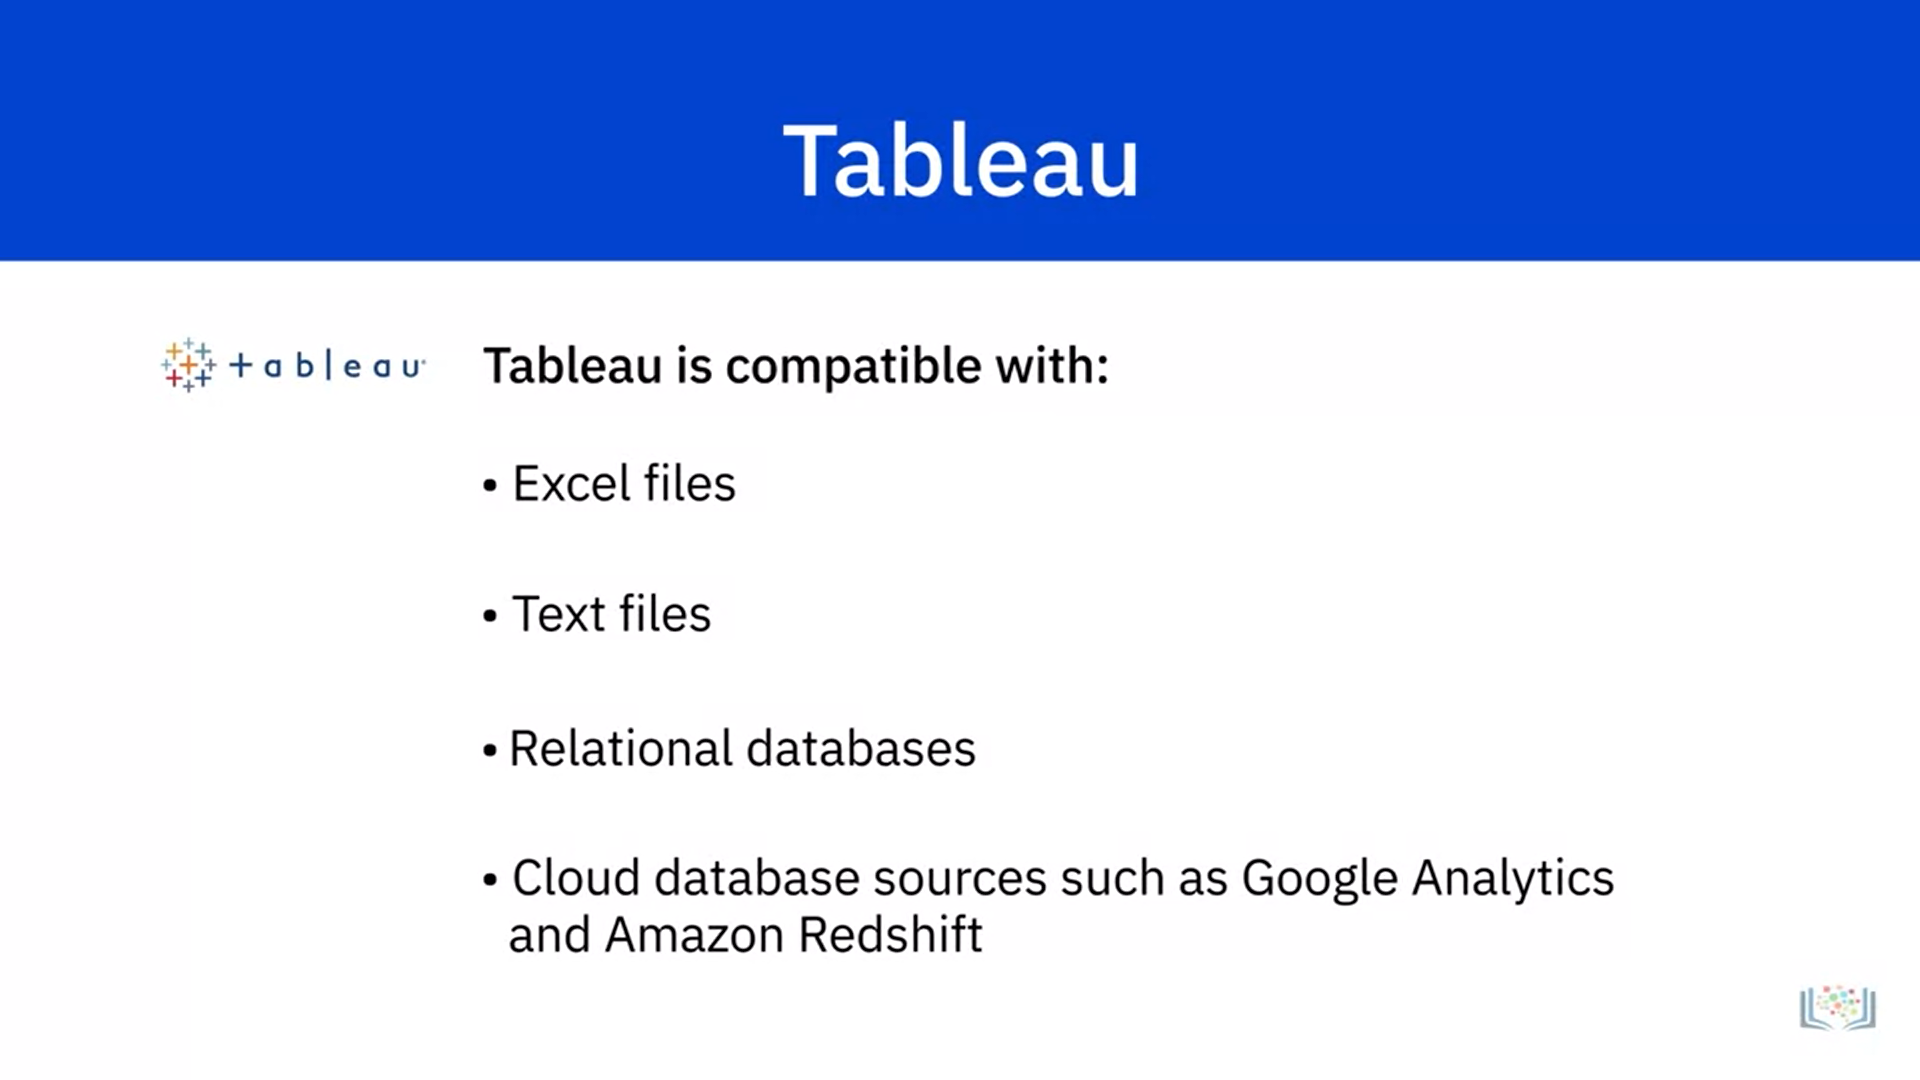 Tableau
+ableau
Tableau is compatible with:
• Excel files
• Text files
• Relational databases
• Cloud database sources such as Google Analytics
and Amazon Redshift